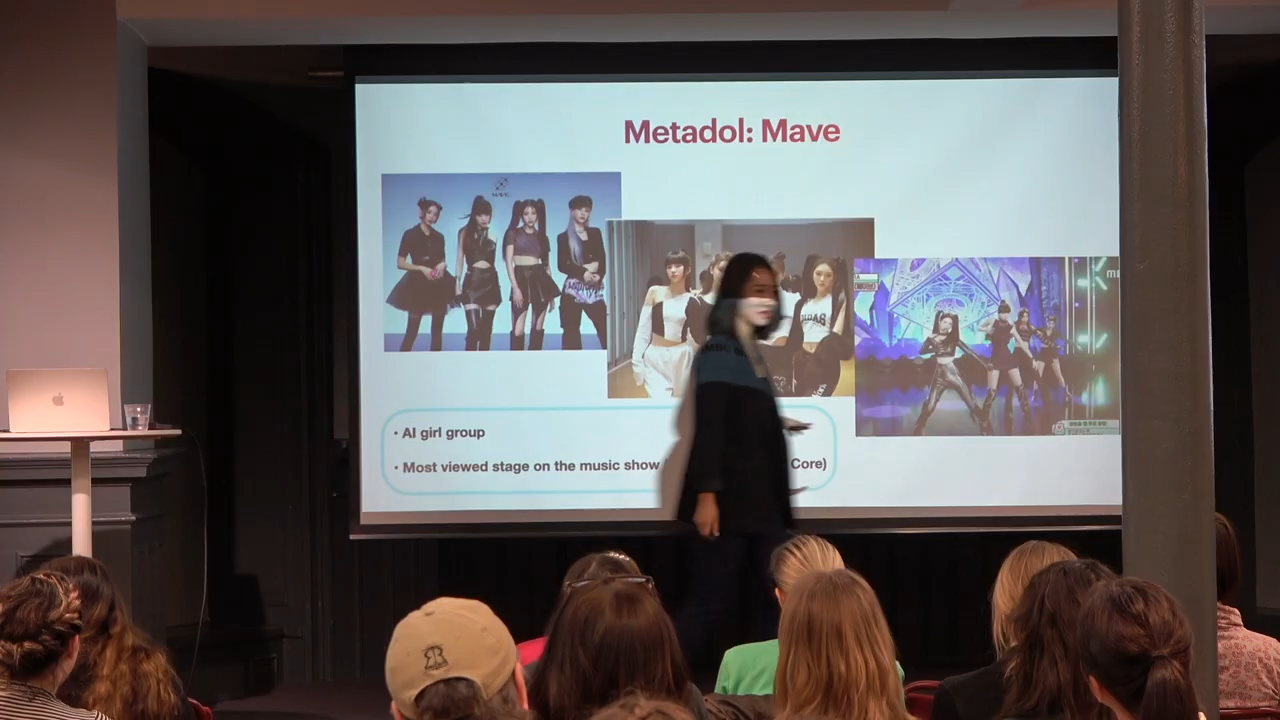 Metadol: Mave
• AI girl group
• Most viewed stage on the music show Core)